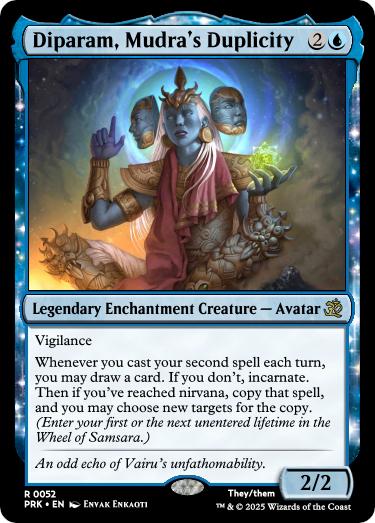 Diparam, Mudra's Duplicity 2
Legendary Enchantment Creature — Avatar
Vigilance
Whenever you cast your second spell each turn,
you may draw a card. If you don't, incarnate.
Then if you've reached nirvana, copy that spell,
and you may choose new targets for the copy.
(Enter your first or the next unentered lifetime in
the Wheel of Samsara.)
An odd echo of Vairu's unfathomability.
2/2
R 0052
PRK • EN Envak Enkaoti
They/them
™ & © 2025 Wizards of the Coast